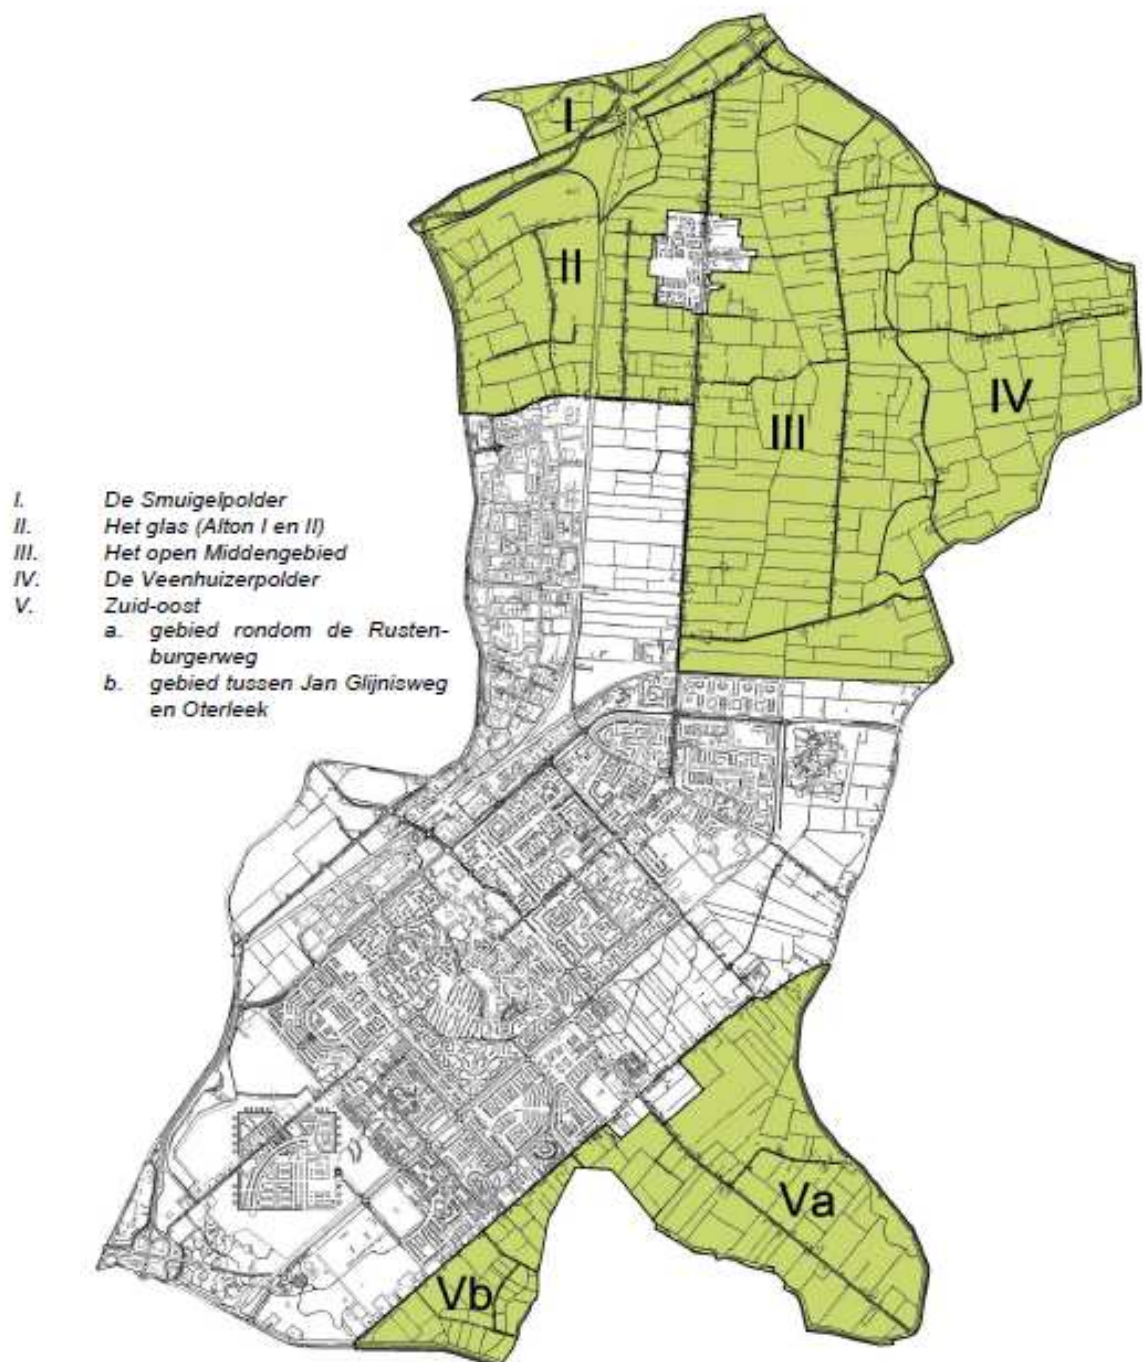 I
II
III
IV
I. De Smuigelpolder
II. Het glas (Alton I en II)
III. Het open Middengebied
IV. De Veenhuizerpolder
V. Zuid-oost
a. gebied rondom de Rusten-
burgerweg
b. gebied tussen Jan Glijnisweg
en Oterleek
Va
Vb